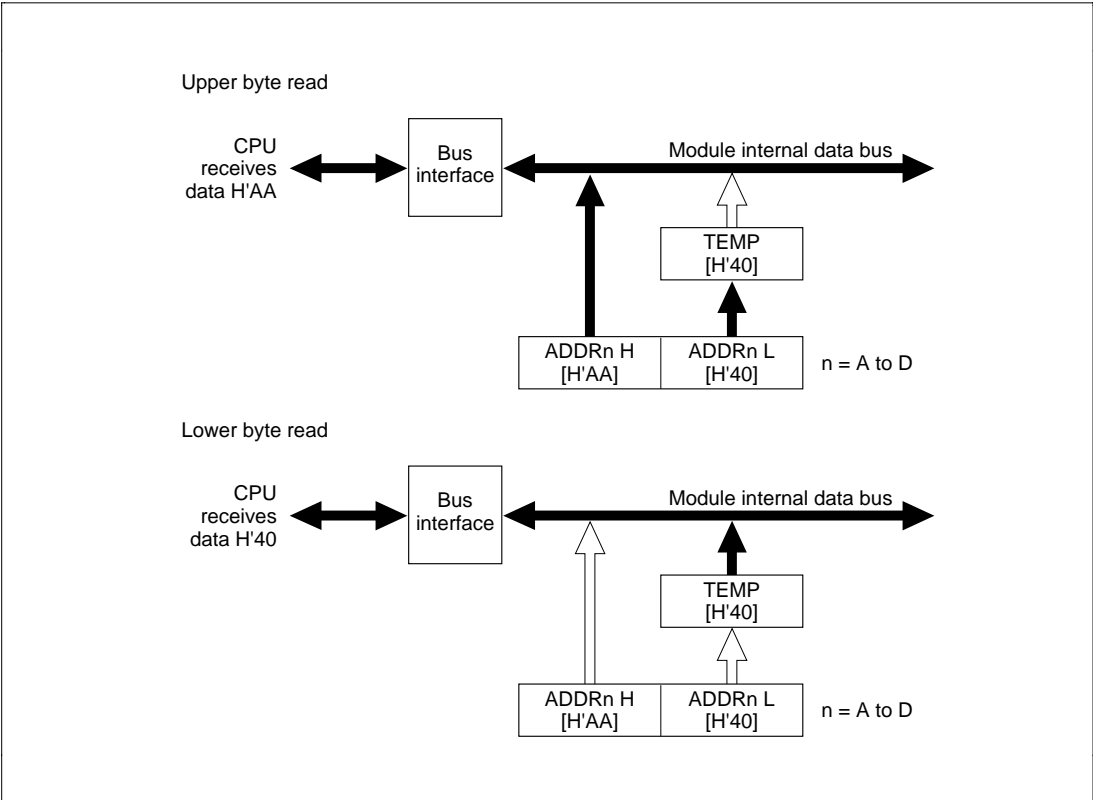 Upper byte read
CPU
receives
data H'AA
Bus
interface
Module internal data bus
TEMP
[H'40]
ADDRn H
[H'AA]
ADDRn L
[H'40]
n = A to D
Lower byte read
CPU
receives
data H'40
Bus
interface
Module internal data bus
TEMP
[H'40]
ADDRn H
[H'AA]
ADDRn L
[H'40]
n = A to D